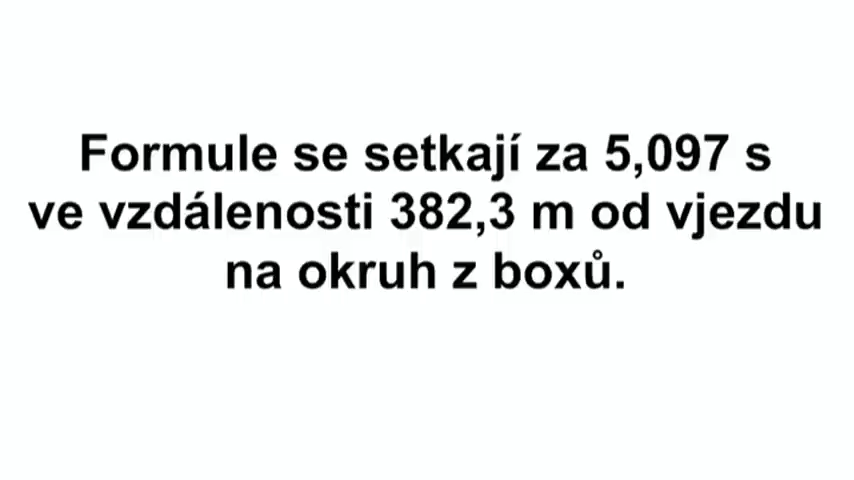 Formule se setkají za 5,097 s
ve vzdálenosti 382,3 m od vjezdu
na okruh z boxů.